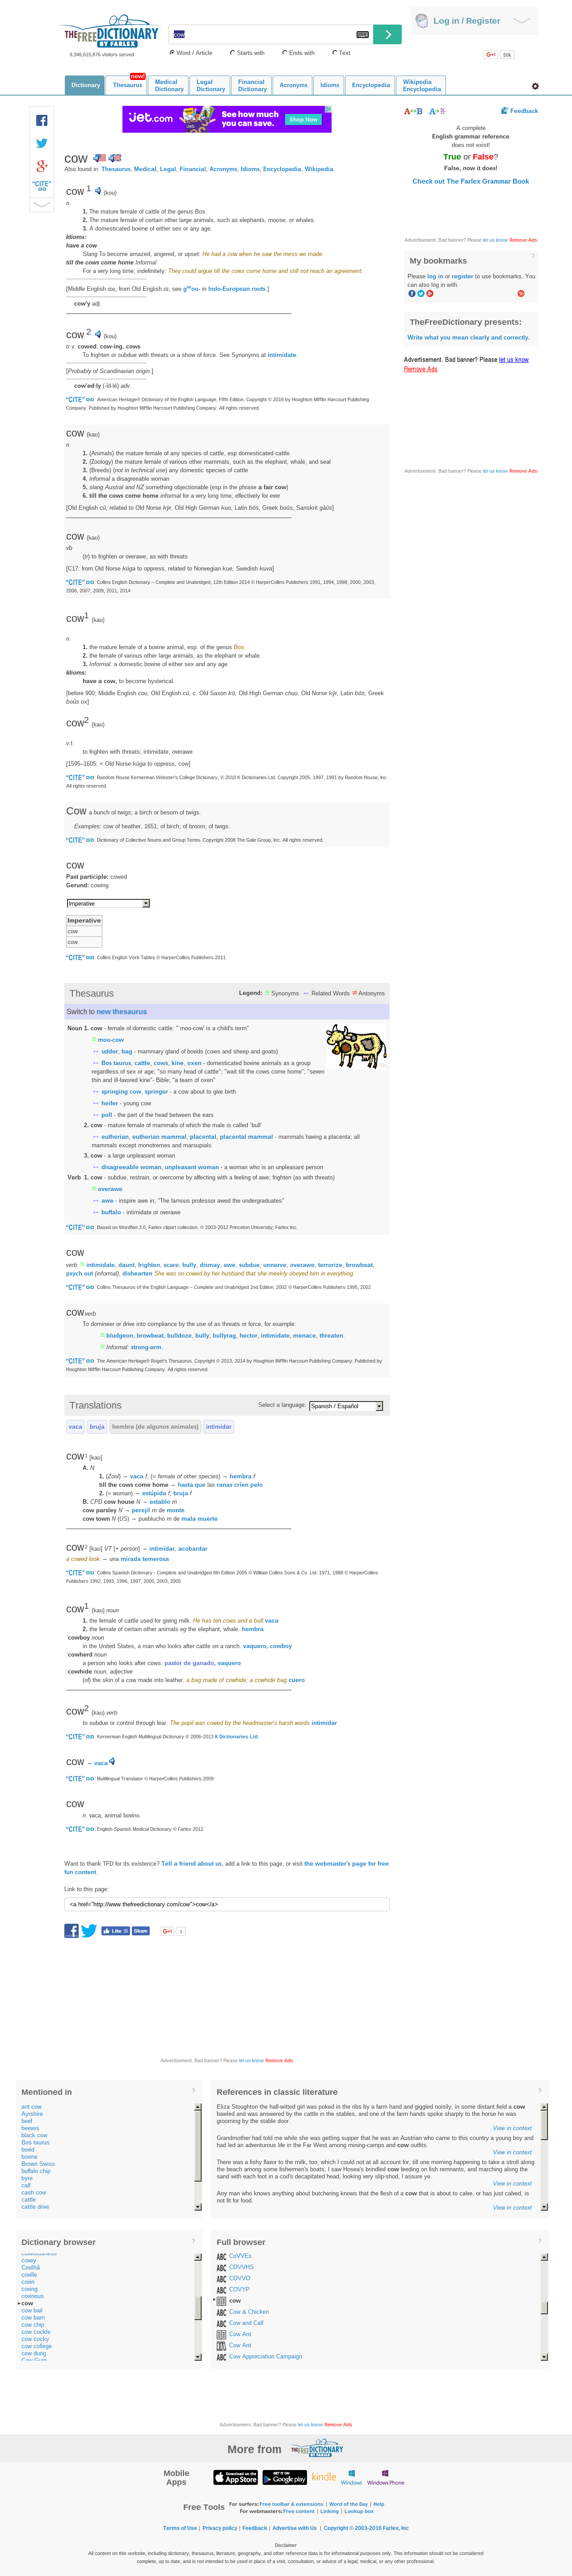 THE FREE DICTIONARY
BY FARLEX
9,346,615,876 visitors served
cow
Word / Article  Starts with  Ends with  Text
Log in / Register
new!
Dictionary  Thesaurus  Medical Dictionary  Legal Dictionary  Financial Dictionary  Acronyms  Idioms  Encyclopedia  Wikipedia Encyclopedia
Jet.com how much you can save. Shop Now
cow
Also found in: Thesaurus, Medical, Legal, Financial, Acronyms, Idioms, Encyclopedia, Wikipedia.
cow 1 (kou)
n.
1. The mature female of cattle of the genus Bos.
2. The mature female of certain other large animals, such as elephants, moose, or whales.
3. A domesticated bovine of either sex or any age.
Idioms:
have a cow
Slang To become amazed, angered, or upset: He had a cow when he saw the mess we made.
till the cows come home Informal
For a very long time; indefinitely: They could argue till the cows come home and still not reach an agreement.
cow'y adj.
cow 2 (kou)
tr.v. cowed, cow·ing, cows
To frighten or subdue with threats or a show of force. See Synonyms at intimidate.
[Probably of Scandinavian origin.]
cow'ed·ly (-ĭd-lē) adv.
"CITE" American Heritage® Dictionary of the English Language, Fifth Edition. Copyright © 2016 by Houghton Mifflin Harcourt Publishing
Company. Published by Houghton Mifflin Harcourt Publishing Company. All rights reserved.
cow (kaʊ)
n
1. (Animals) the mature female of any species of cattle, esp domesticated cattle
2. (Zoology) the mature female of various other mammals, such as the elephant, whale, and seal
3. (Breeds) (not in technical use) any domestic species of cattle
4. informal a disagreeable woman
5. slang Austral and NZ something objectionable (esp in the phrase a fair cow)
6. till the cows come home informal for a very long time; effectively for ever
[Old English cū; related to Old Norse kȳr, Old High German kuo, Latin bōs, Greek boūs, Sanskrit gāūs]
cow (kaʊ)
vb
(tr) to frighten or overawe, as with threats
[C17: from Old Norse kūga to oppress, related to Norwegian kue, Swedish kuva]
"CITE" Collins English Dictionary – Complete and Unabridged, 12th Edition 2014 © HarperCollins Publishers 1991, 1994, 1998, 2000, 2003,
2006, 2007, 2009, 2011, 2014
cow1 (kaʊ)
n.
1. the mature female of a bovine animal, esp. of the genus Bos.
2. the female of various other large animals, as the elephant or whale.
3. Informal. a domestic bovine of either sex and any age.
Idioms:
have a cow, to become hysterical.
[before 900; Middle English cou, Old English cū, c. Old Saxon kō, Old High German chuo, Old Norse kȳr, Latin bōs, Greek
boûs ox]
cow2 (kaʊ)
v.t.
to frighten with threats; intimidate; overawe.
[1595–1605; < Old Norse kūga to oppress, cow]
"CITE" Random House Kernerman Webster's College Dictionary, © 2010 K Dictionaries Ltd. Copyright 2005, 1997, 1991 by Random House, Inc.
All rights reserved.
Cow a bunch of twigs; a birch or besom of twigs.
Examples: cow of heather, 1651; of birch; of broom; of twigs.
"CITE" Dictionary of Collective Nouns and Group Terms. Copyright 2008 The Gale Group, Inc. All rights reserved.
cow
Past participle: cowed
Gerund: cowing
Imperative
Imperative
cow
cow
"CITE" Collins English Verb Tables © HarperCollins Publishers 2011
Thesaurus  Legend: Synonyms  Related Words  Antonyms
Switch to new thesaurus
Noun 1. cow - female of domestic cattle: "`moo-cow' is a child's term"
moo-cow
udder, bag - mammary gland of bovids (cows and sheep and goats)
Bos taurus, cattle, cows, kine, oxen - domesticated bovine animals as a group
regardless of sex or age; "so many head of cattle"; "wait till the cows come home"; "seven
thin and ill-favored kine"- Bible; "a team of oxen"
springing cow, springer - a cow about to give birth
heifer - young cow
poll - the part of the head between the ears
2. cow - mature female of mammals of which the male is called `bull'
eutherian, eutherian mammal, placental, placental mammal - mammals having a placenta; all
mammals except monotremes and marsupials
3. cow - a large unpleasant woman
disagreeable woman, unpleasant woman - a woman who is an unpleasant person
Verb 1. cow - subdue, restrain, or overcome by affecting with a feeling of awe; frighten (as with threats)
overawe
awe - inspire awe in; "The famous professor awed the undergraduates"
buffalo - intimidate or overawe
"CITE" Based on WordNet 3.0, Farlex clipart collection. © 2003-2012 Princeton University, Farlex Inc.
cow
verb intimidate, daunt, frighten, scare, bully, dismay, awe, subdue, unnerve, overawe, terrorize, browbeat,
psych out (informal), dishearten She was so cowed by her husband that she meekly obeyed him in everything.
"CITE" Collins Thesaurus of the English Language – Complete and Unabridged 2nd Edition. 2002 © HarperCollins Publishers 1995, 2002
cow verb
To domineer or drive into compliance by the use of as threats or force, for example:
bludgeon, browbeat, bulldoze, bully, bullyrag, hector, intimidate, menace, threaten.
Informal: strong-arm.
"CITE" The American Heritage® Roget's Thesaurus. Copyright © 2013, 2014 by Houghton Mifflin Harcourt Publishing Company. Published by
Houghton Mifflin Harcourt Publishing Company. All rights reserved.
Translations  Select a language: Spanish / Español
vaca  bruja  hembra (de algunos animales)  intimidar
cow1 [kaʊ]
A. N
1. (Zool) → vaca f; (= female of other species) → hembra f
till the cows come home → hasta que las ranas críen pelo
2. (= woman) → estúpida f, bruja f
B. CPD cow house N → establo m
cow parsley N → perejil m de monte
cow town N (US) → pueblucho m de mala muerte
cow2 [kaʊ] VT [+ person] → intimidar, acobardar
a cowed look → una mirada temerosa
"CITE" Collins Spanish Dictionary - Complete and Unabridged 8th Edition 2005 © William Collins Sons & Co. Ltd. 1971, 1988 © HarperCollins
Publishers 1992, 1993, 1996, 1997, 2000, 2003, 2005
cow1 (kau) noun
1. the female of cattle used for giving milk. He has ten cows and a bull. vaca
2. the female of certain other animals eg the elephant, whale. hembra
ˈcowboy noun
in the United States, a man who looks after cattle on a ranch. vaquero, cowboy
ˈcowherd noun
a person who looks after cows. pastor de ganado, vaquero
ˈcowhide noun, adjective
(of) the skin of a cow made into leather. a bag made of cowhide; a cowhide bag. cuero
cow2 (kau) verb
to subdue or control through fear. The pupil was cowed by the headmaster's harsh words. intimidar
"CITE" Kernerman English Multilingual Dictionary © 2006-2013 K Dictionaries Ltd.
cow → vaca
"CITE" Multilingual Translator © HarperCollins Publishers 2009
cow
n. vaca, animal bovino.
"CITE" English-Spanish Medical Dictionary © Farlex 2012
Want to thank TFD for its existence? Tell a friend about us, add a link to this page, or visit the webmaster's page for free
fun content.
Link to this page:
<a href="http://www.thefreedictionary.com/cow">cow</a>
Like  Share
Feedback
A complete
English grammar reference
does not exist!
True or False?
False, now it does!
Check out The Farlex Grammar Book
Advertisement. Bad banner? Please let us know Remove Ads
My bookmarks ?
Please log in or register to use bookmarks. You
can also log in with
TheFreeDictionary presents:
Write what you mean clearly and correctly.
Advertisement. Bad banner? Please let us know
Remove Ads
Advertisement. Bad banner? Please let us know Remove Ads
Advertisement. Bad banner? Please let us know Remove Ads
Mentioned in ?
ant cow
Ayrshire
beef
beeves
black cow
Bos taurus
bovid
bovine
Brown Swiss
buffalo chip
byre
calf
cash cow
cattle
cattle drive
References in classic literature ?
Eliza Stoughton the hair-witted girl was poked in the ribs by a farm hand and giggled noisily, in some distant field a cow
bawled and was answered by the cattle in the stables, and one of the farm hands spoke sharply to the horse he was
grooming by the stable door.
View in context
Grandmother had told me while she was getting supper that he was an Austrian who came to this country a young boy and
had led an adventurous life in the Far West among mining-camps and cow outfits.
View in context
There was a lively flavor to the milk, too, which I could not at all account for, until on the following morning, upon happening to take a stroll along
the beach with Kory-Kory, I saw Hosea's brindled cow feeding on fish remnants, and marching along the
sand with each foot in a cod's decapitated head, looking very slip-shod, I assure ye.
View in context
Any man who knows anything about butchering knows that the flesh of a cow that is about to calve, or has just calved, is
not fit for food.
View in context
Dictionary browser ?
covey
Covilhã
coville
covin
coving
covinous
cow
cow bail
cow barn
cow chip
cow cockle
cow cocky
cow college
cow dung
Cow Gum
Full browser ?
CoVVEs
COVVHS
COVVO
COVYP
cow
Cow & Chicken
Cow and Calf
Cow Ant
Cow Ant
Cow Appreciation Campaign
Advertisement. Bad banner? Please let us know Remove Ads
More from THE FREE DICTIONARY BY FARLEX
Mobile Apps
Download on the App Store
Google play
kindle
Windows
Windows Phone
Free Tools
For surfers: Free toolbar & extensions | Word of the Day | Help
For webmasters: Free content | Linking | Lookup box
Terms of Use | Privacy policy | Feedback | Advertise with Us | Copyright © 2003-2016 Farlex, Inc
Disclaimer
All content on this website, including dictionary, thesaurus, literature, geography, and other reference data is for informational purposes only. This information should not be considered
complete, up to date, and is not intended to be used in place of a visit, consultation, or advice of a legal, medical, or any other professional.